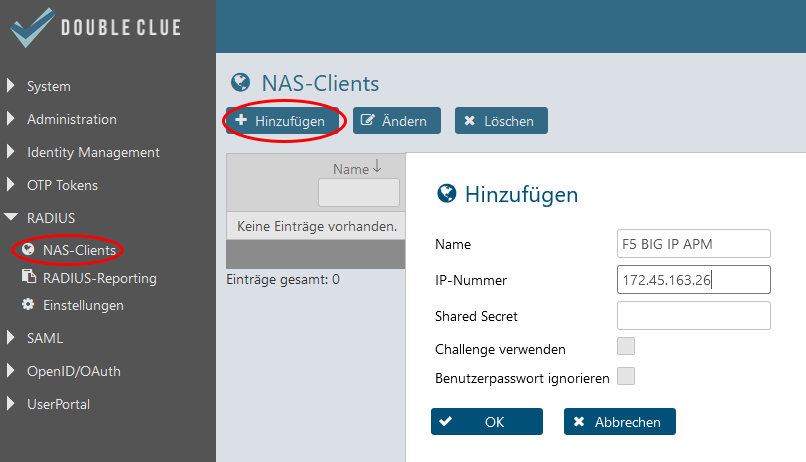 DOUBLE CLUE
System
Administration
Identity Management
OTP Tokens
RADIUS
NAS-Clients
RADIUS-Reporting
Einstellungen
SAML
OpenID/OAuth
UserPortal
NAS-Clients
Hinzufügen
Ändern
Löschen
Name
Keine Einträge vorhanden.
Einträge gesamt: 0
Hinzufügen
Name F5 BIG IP APM
IP-Nummer 172.45.163.26
Shared Secret
Challenge verwenden
Benutzerpasswort ignorieren
OK Abbrechen